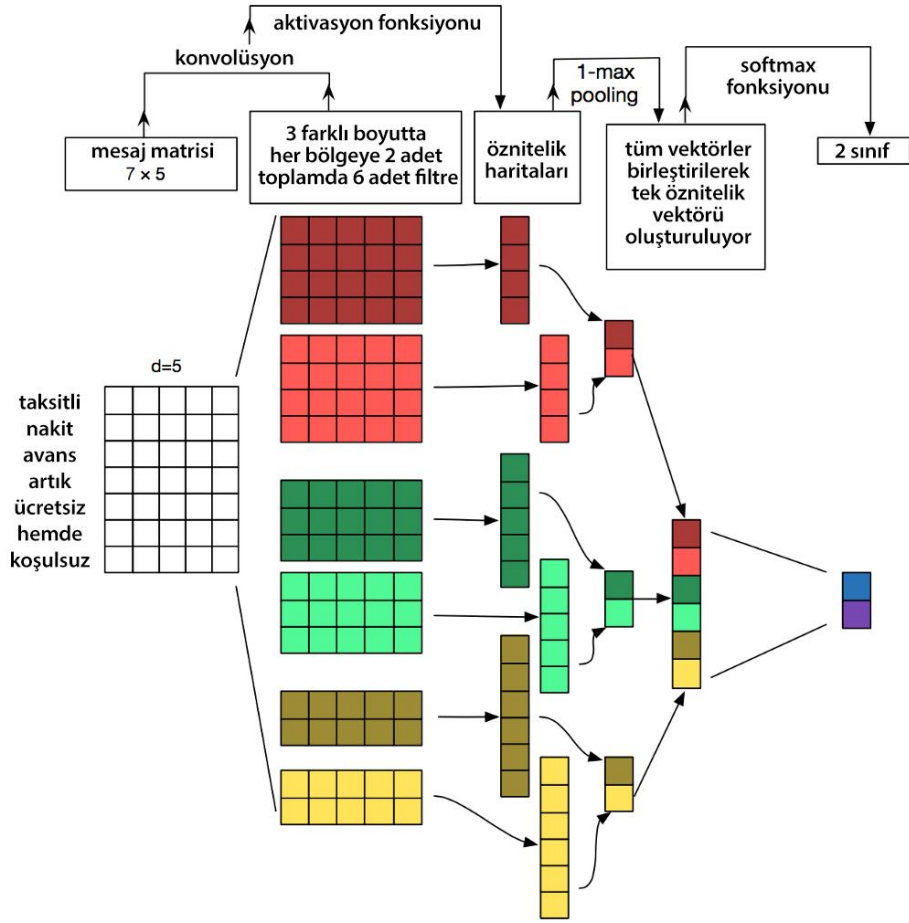 aktivasyon fonksiyonu
konvolüsyon
1-max
pooling
softmax
fonksiyonu
mesaj matrisi
7 × 5
3 farklı boyutta
her bölgeye 2 adet
toplamda 6 adet filtre
öznitelik
haritaları
tüm vektörler
birleştirilerek
tek öznitelik
vektörü
oluşturuluyor
2 sınıf
d=5
taksitli
nakit
avans
artık
ücretsiz
hemde
koşulsuz